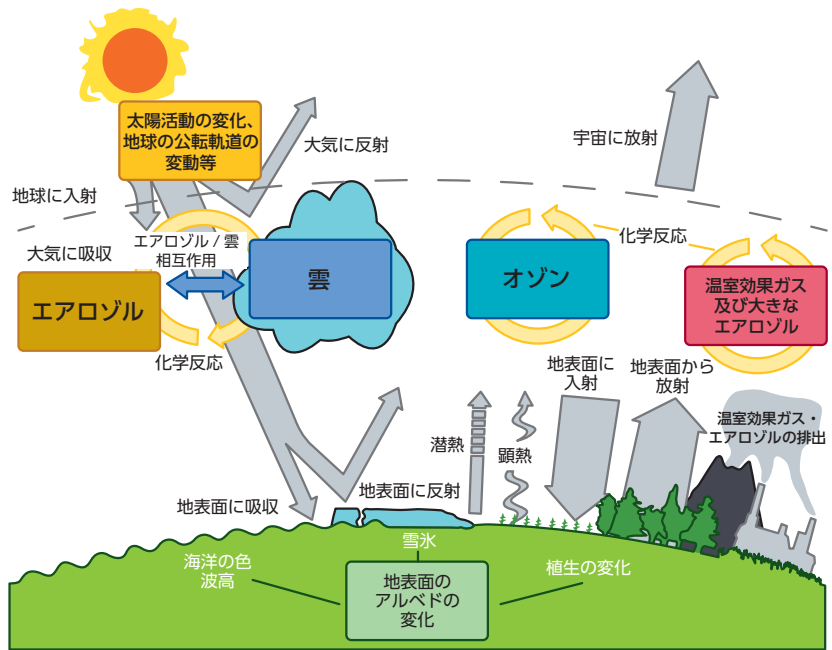 太陽活動の変化、
地球の公転軌道の
変動等
大気に反射
宇宙に放射
地球に入射
大気に吸収
エアロゾル / 雲
相互作用
化学反応
エアロゾル
雲
オゾン
温室効果ガス
及び大きな
エアロゾル
化学反応
地表面に
入射
地表面から
放射
温室効果ガス・
エアロゾルの排出
潜熱
顕熱
地表面に吸収
地表面に反射
雪氷
海洋の色
波高
地表面の
アルベドの
変化
植生の変化